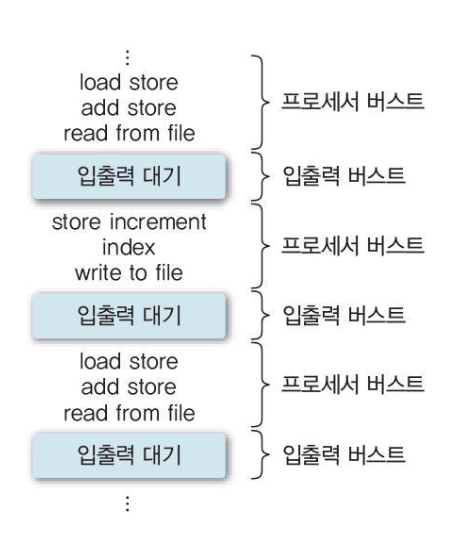 ⋮
load store
add store
read from file
프로세서 버스트
입출력 대기
입출력 버스트
store increment
index
write to file
프로세서 버스트
입출력 대기
입출력 버스트
load store
add store
read from file
프로세서 버스트
입출력 대기
입출력 버스트
⋮